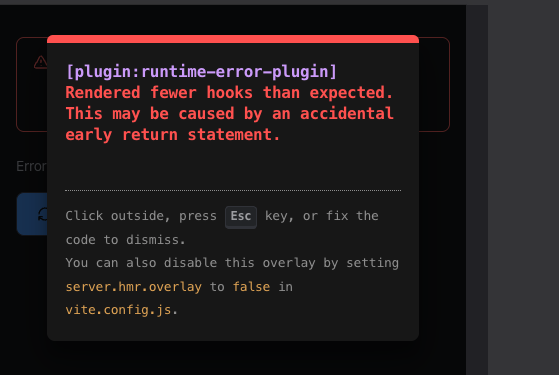 [plugin:runtime-error-plugin]
Rendered fewer hooks than expected.
This may be caused by an accidental
early return statement.
Error
Click outside, press Esc key, or fix the
code to dismiss.
You can also disable this overlay by setting
server.hmr.overlay to false in
vite.config.js.